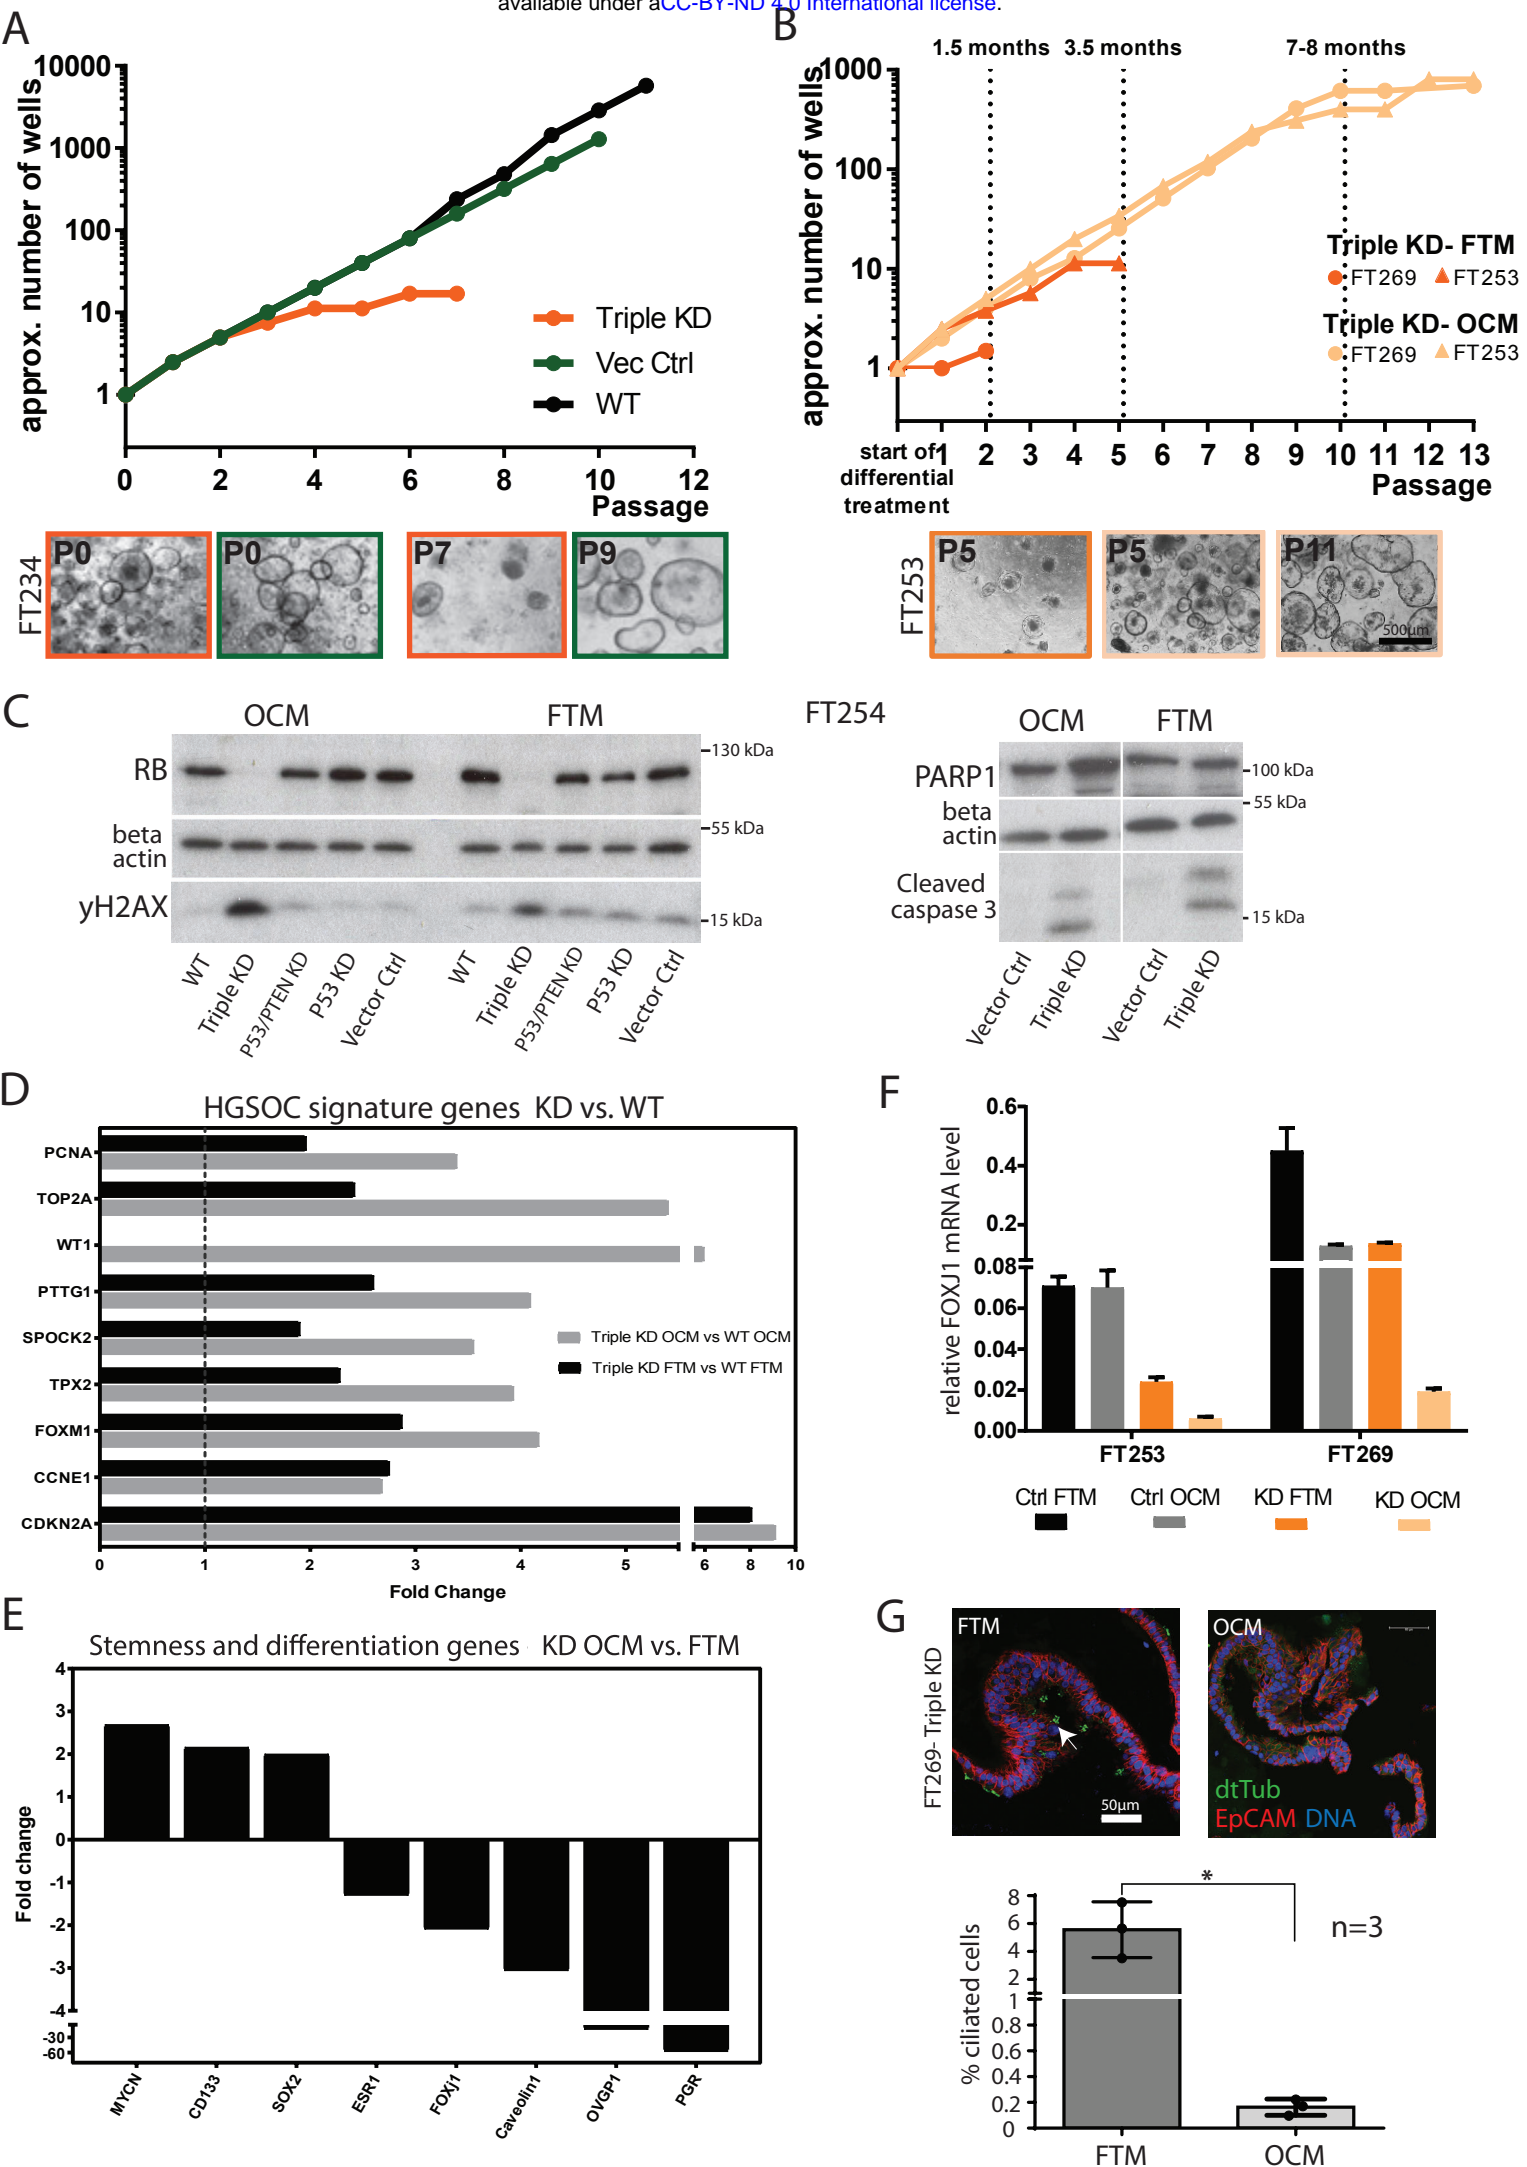 available under aCC-BY-ND 4.0 International license.
A
approx. number of wells
10000
1000
100
10
1
Triple KD
Vec Ctrl
WT
0 2 4 6 8 10 12
Passage
FT234
P0
P0
P7
P9
B
1.5 months 3.5 months 7-8 months
approx. number of wells
1000
100
10
1
Triple KD- FTM
FT269 FT253
Triple KD- OCM
FT269 FT253
start of differential treatment
1 2 3 4 5 6 7 8 9 10 11 12 13
Passage
FT253
P5
P5
P11
500µm
C
OCM FTM
RB
130 kDa
beta actin
55 kDa
yH2AX
15 kDa
WT
Triple KD
P53/PTEN KD
P53 KD
Vector Ctrl
WT
Triple KD
P53/PTEN KD
P53 KD
Vector Ctrl
FT254
OCM FTM
PARP1
100 kDa
beta actin
55 kDa
Cleaved caspase 3
15 kDa
Vector Ctrl
Triple KD
Vector Ctrl
Triple KD
D
HGSOC signature genes KD vs. WT
PCNA
TOP2A
WT1
PTTG1
SPOCK2
TPX2
FOXM1
CCNE1
CDKN2A
Triple KD OCM vs WT OCM
Triple KD FTM vs WT FTM
0 1 2 3 4 5 6 8 10
Fold Change
E
Stemness and differentiation genes KD OCM vs. FTM
Fold change
4
3
2
1
0
-1
-2
-3
-4
-30
-60
MYCN
CD133
SOX2
ESR1
FOXj1
Caveolin1
OVGP1
PGR
F
relative FOXJ1 mRNA level
0.6
0.4
0.2
0.08
0.06
0.04
0.02
0.00
FT253 FT269
Ctrl FTM Ctrl OCM KD FTM KD OCM
G
FT269- Triple KD
FTM
50µm
OCM
dtTub
EpCAM DNA
% ciliated cells
8
6
4
2
1
0.8
0.6
0.4
0.2
0
*
n=3
FTM OCM